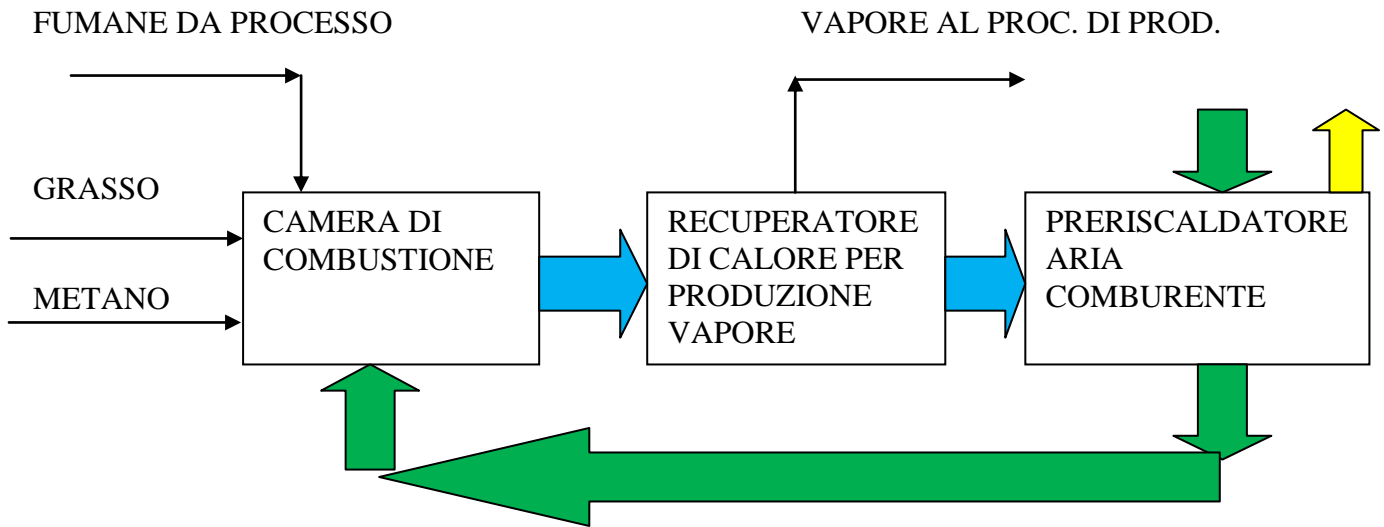 FUMANE DA PROCESSO
VAPORE AL PROC. DI PROD.
GRASSO
METANO
CAMERA DI
COMBUSTIONE
RECUPERATORE
DI CALORE PER
PRODUZIONE
VAPORE
PRERISCALDATORE
ARIA
COMBURENTE